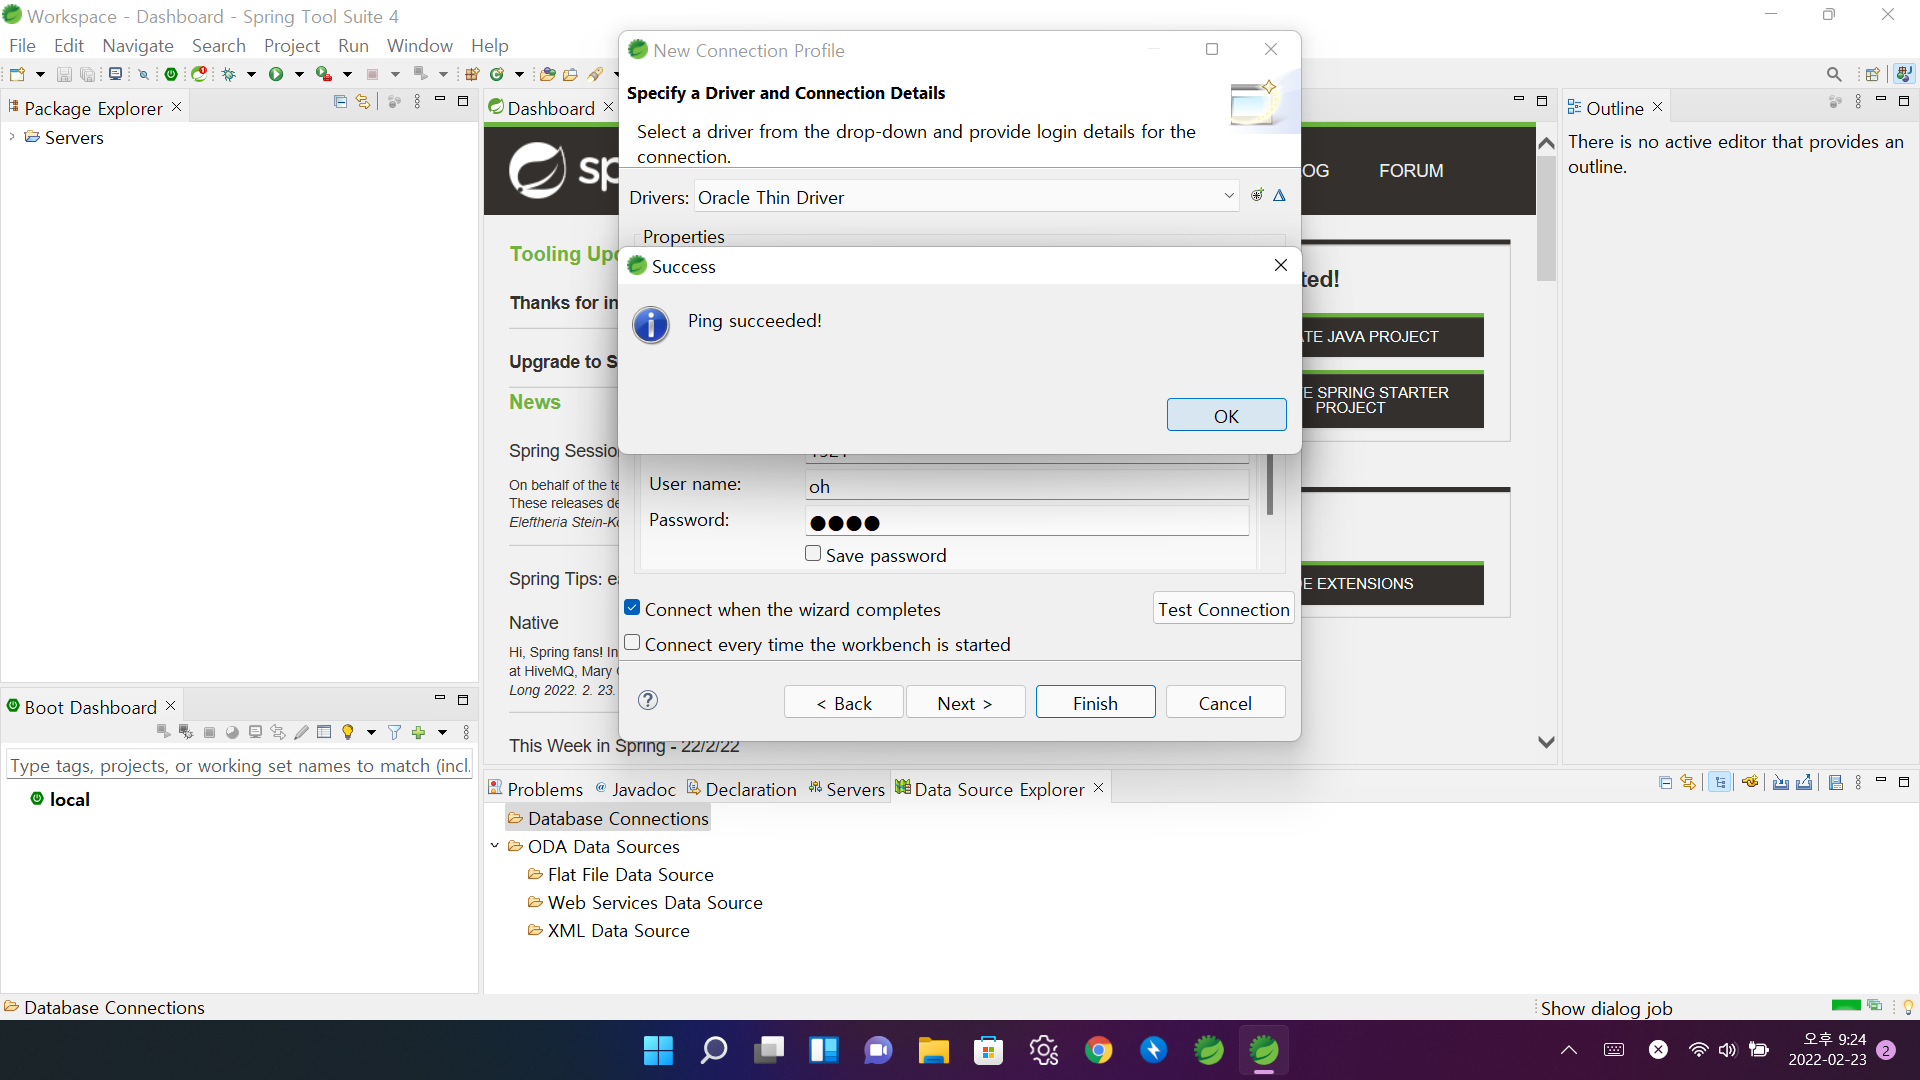 Workspace - Dashboard - Spring Tool Suite 4
File Edit Navigate Search Project Run Window Help
Package Explorer
Servers
Dashboard
Tooling
Thanks for
Upgrade to
News
Spring
On behalf of the
These releases
Eleftheria
Spring Tips:
Native
Hi, Spring fans! In
at HiveMQ, Mary
Long 2022. 2. 23.
This Week in Spring - 22/2/22
FORUM
JAVA PROJECT
SPRING STARTER
PROJECT
EXTENSIONS
New Connection Profile
Specify a Driver and Connection Details
Select a driver from the drop-down and provide login details for the
connection.
Drivers: Oracle Thin Driver
Properties
Success
Ping succeeded!
OK
User name: oh
Password: ●●●●
Save password
Connect when the wizard completes
Test Connection
Connect every time the workbench is started
< Back Next > Finish Cancel
Outline
There is no active editor that provides an
outline.
Boot Dashboard
Type tags, projects, or working set names to match (incl.
local
Problems @ Javadoc Declaration Servers Data Source Explorer
Database Connections
ODA Data Sources
Flat File Data Source
Web Services Data Source
XML Data Source
Database Connections
Show dialog job
오후 9:24
2022-02-23
2